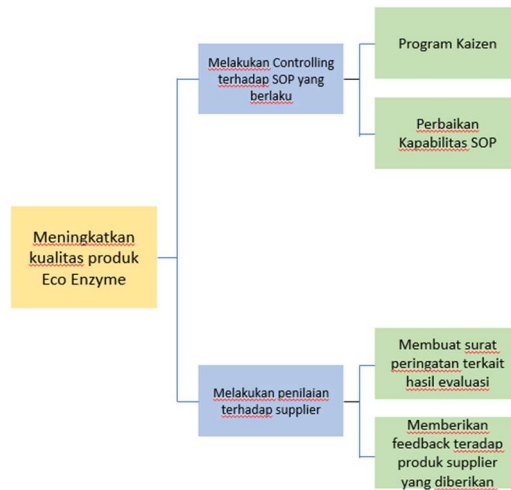 Program Kaizen
Melakukan Controlling
terhadap SOP yang
berlaku
Perbaikan
Kapabilitas SOP
Meningkatkan
kualitas produk
Eco Enzyme
Membuat surat
peringatan terkait
hasil evaluasi
Melakukan penilaian
terhadap supplier
Memberikan
feedback teradap
produk supplier
yang diberikan